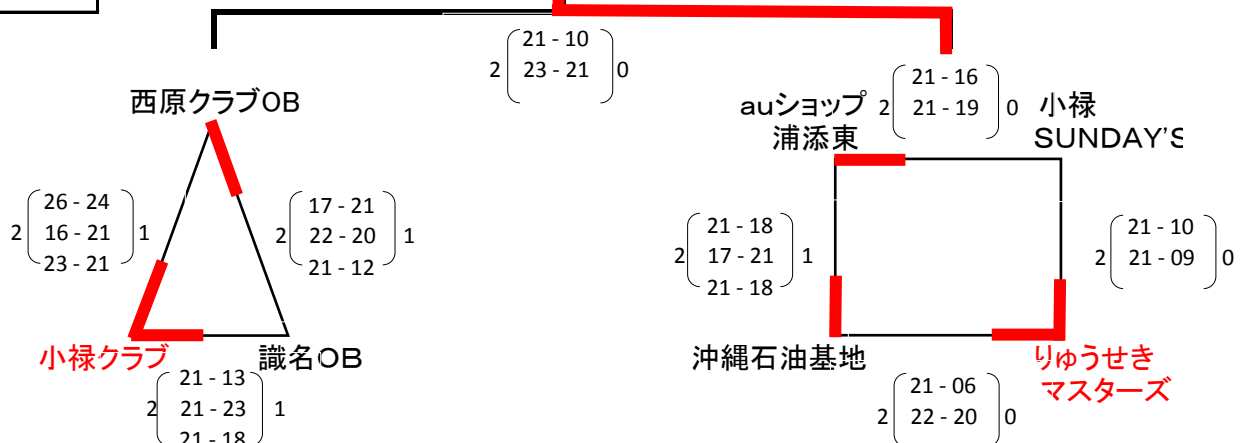 21 - 10
2 23 - 21 0
西原クラブOB
26 - 24
2 16 - 21 1
23 - 21
17 - 21
2 22 - 20 1
21 - 12
小禄クラブ
識名OB
21 - 13
2 21 - 23 1
21 - 18
auショップ
浦添東
21 - 16
2 21 - 19 0
小禄
SUNDAY'S
21 - 18
2 17 - 21 1
21 - 18
21 - 10
2 21 - 09 0
沖縄石油基地
りゅうせき
マスターズ
21 - 06
2 22 - 20 0